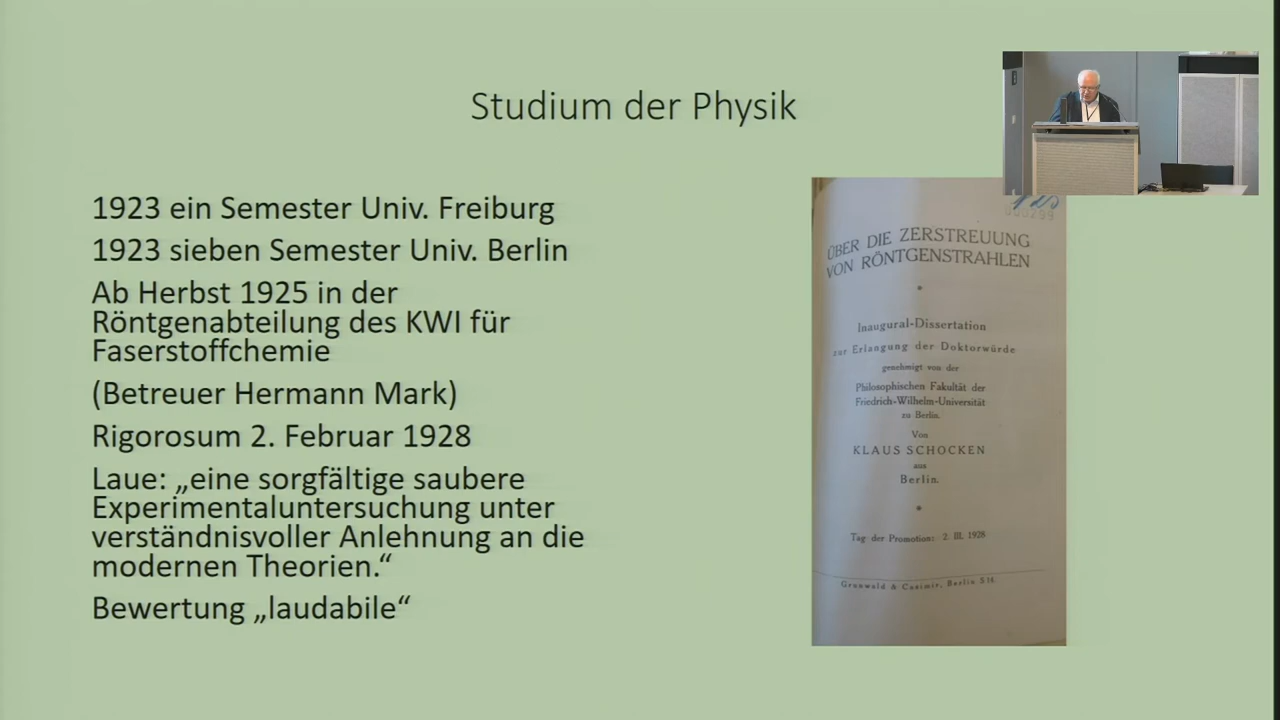 Studium der Physik
1923 ein Semester Univ. Freiburg
1923 sieben Semester Univ. Berlin
Ab Herbst 1925 in der
Röntgenabteilung des KWI für
Faserstoffchemie
(Betreuer Hermann Mark)
Rigorosum 2. Februar 1928
Laue: „eine sorgfältige saubere
Experimentaluntersuchung unter
verständnisvoller Anlehnung an die
modernen Theorien.“
Bewertung „laudabile“
ÜBER DIE ZERSTREUUNG
VON RÖNTGENSTRAHLEN
Inaugural-Dissertation
zur Erlangung der Doktorwürde
genehmigt von der
Philosophischen Fakultät der
Friedrich-Wilhelm-Universität
zu Berlin.
Von
KLAUS SCHOCKEN
aus
Berlin.
Tag der Promotion: 2. III. 1928
Grunwald & Casimir, Berlin S 14